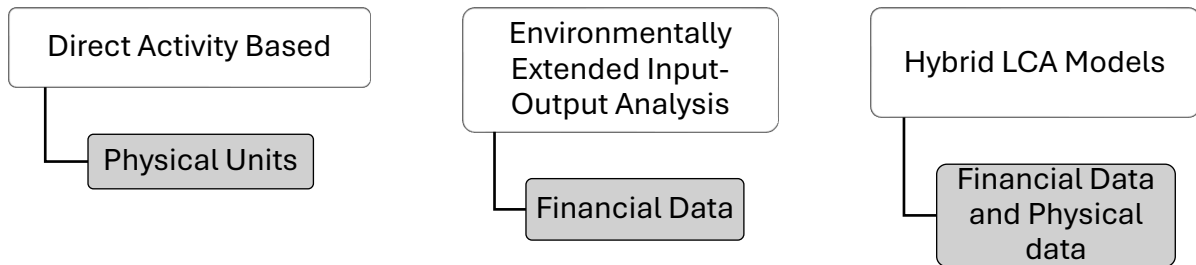 Direct Activity Based
Physical Units
Environmentally
Extended Input-
Output Analysis
Financial Data
Hybrid LCA Models
Financial Data
and Physical
data